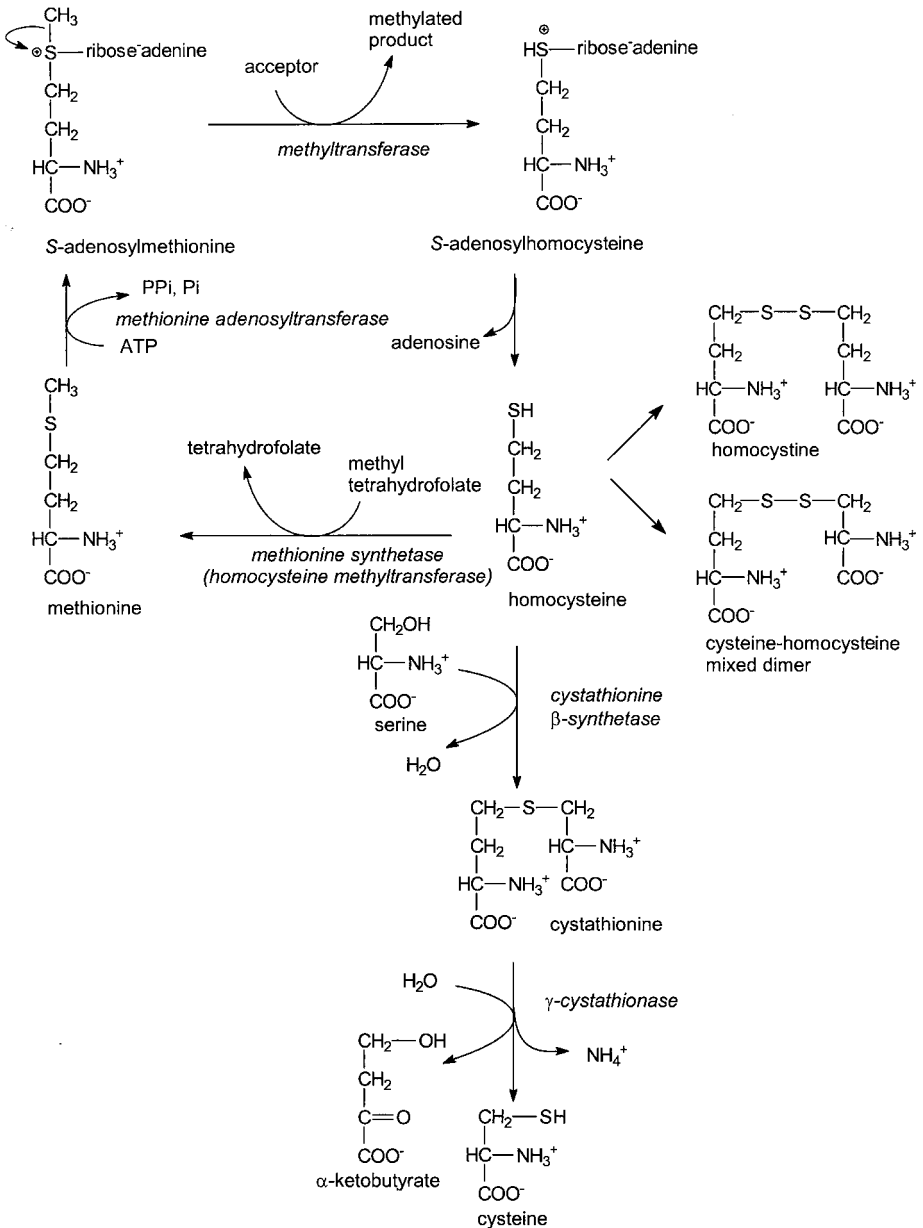 CH₃
⊕S—ribose-adenine
CH₂
CH₂
HC—NH₃⁺
COO⁻
S-adenosylmethionine
acceptor
methylated
product
methyltransferase
⊕
HS—ribose-adenine
CH₂
CH₂
HC—NH₃⁺
COO⁻
S-adenosylhomocysteine
PPi, Pi
methionine adenosyltransferase
ATP
adenosine
CH₃
S
CH₂
CH₂
HC—NH₃⁺
COO⁻
methionine
tetrahydrofolate
methyl
tetrahydrofolate
methionine synthetase
(homocysteine methyltransferase)
SH
CH₂
CH₂
HC—NH₃⁺
COO⁻
homocysteine
CH₂—S—S—CH₂
CH₂ CH₂
HC—NH₃⁺ HC—NH₃⁺
COO⁻ COO⁻
homocystine
CH₂—S—S—CH₂
CH₂ HC—NH₃⁺
HC—NH₃⁺ COO⁻
COO⁻
cysteine-homocysteine
mixed dimer
CH₂OH
HC—NH₃⁺
COO⁻
serine
H₂O
cystathionine
β-synthetase
CH₂—S—CH₂
CH₂ HC—NH₃⁺
HC—NH₃⁺ COO⁻
COO⁻
cystathionine
H₂O
γ-cystathionase
NH₄⁺
CH₂—OH
CH₂
C=O
COO⁻
α-ketobutyrate
CH₂—SH
HC—NH₃⁺
COO⁻
cysteine